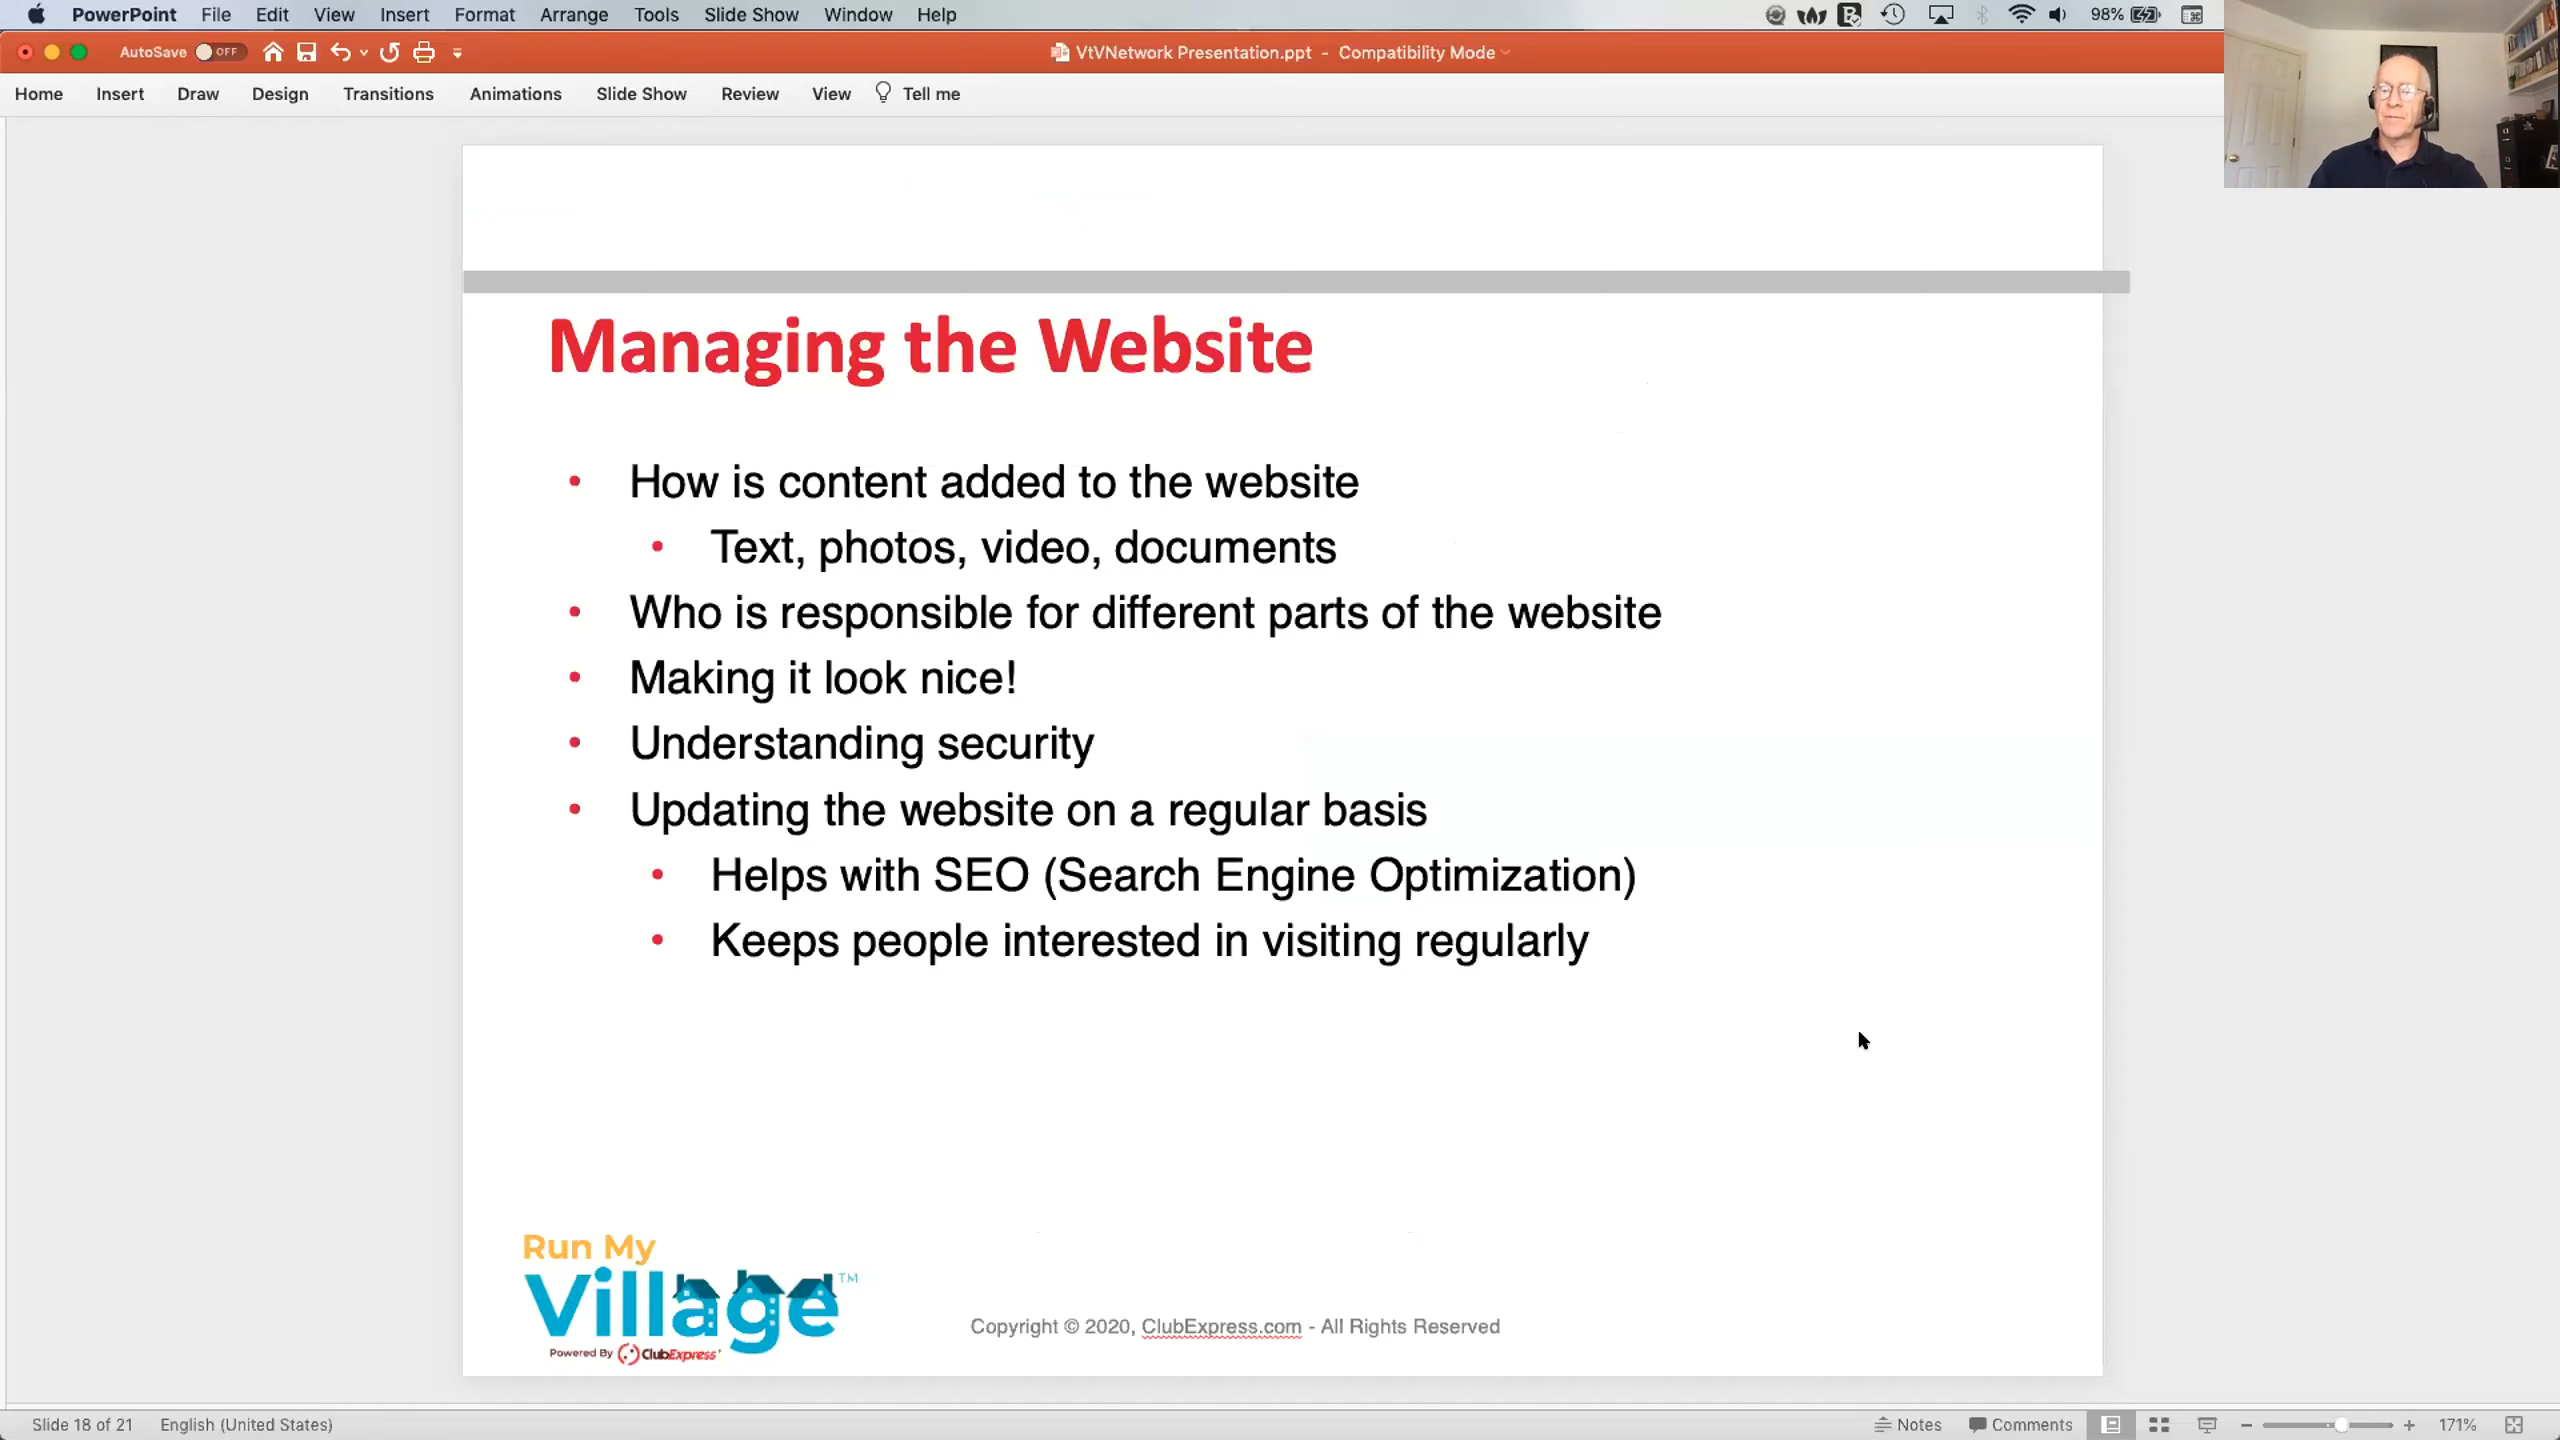 PowerPoint File Edit View Insert Format Arrange Tools Slide Show Window Help 98%
AutoSave OFF VtVNetwork Presentation.ppt - Compatibility Mode
Home Insert Draw Design Transitions Animations Slide Show Review View Tell me
Managing the Website
• How is content added to the website
• Text, photos, video, documents
• Who is responsible for different parts of the website
• Making it look nice!
• Understanding security
• Updating the website on a regular basis
• Helps with SEO (Search Engine Optimization)
• Keeps people interested in visiting regularly
Run My
Village™
Powered By ClubExpress
Copyright © 2020, ClubExpress.com - All Rights Reserved
Slide 18 of 21 English (United States) Notes Comments 171%